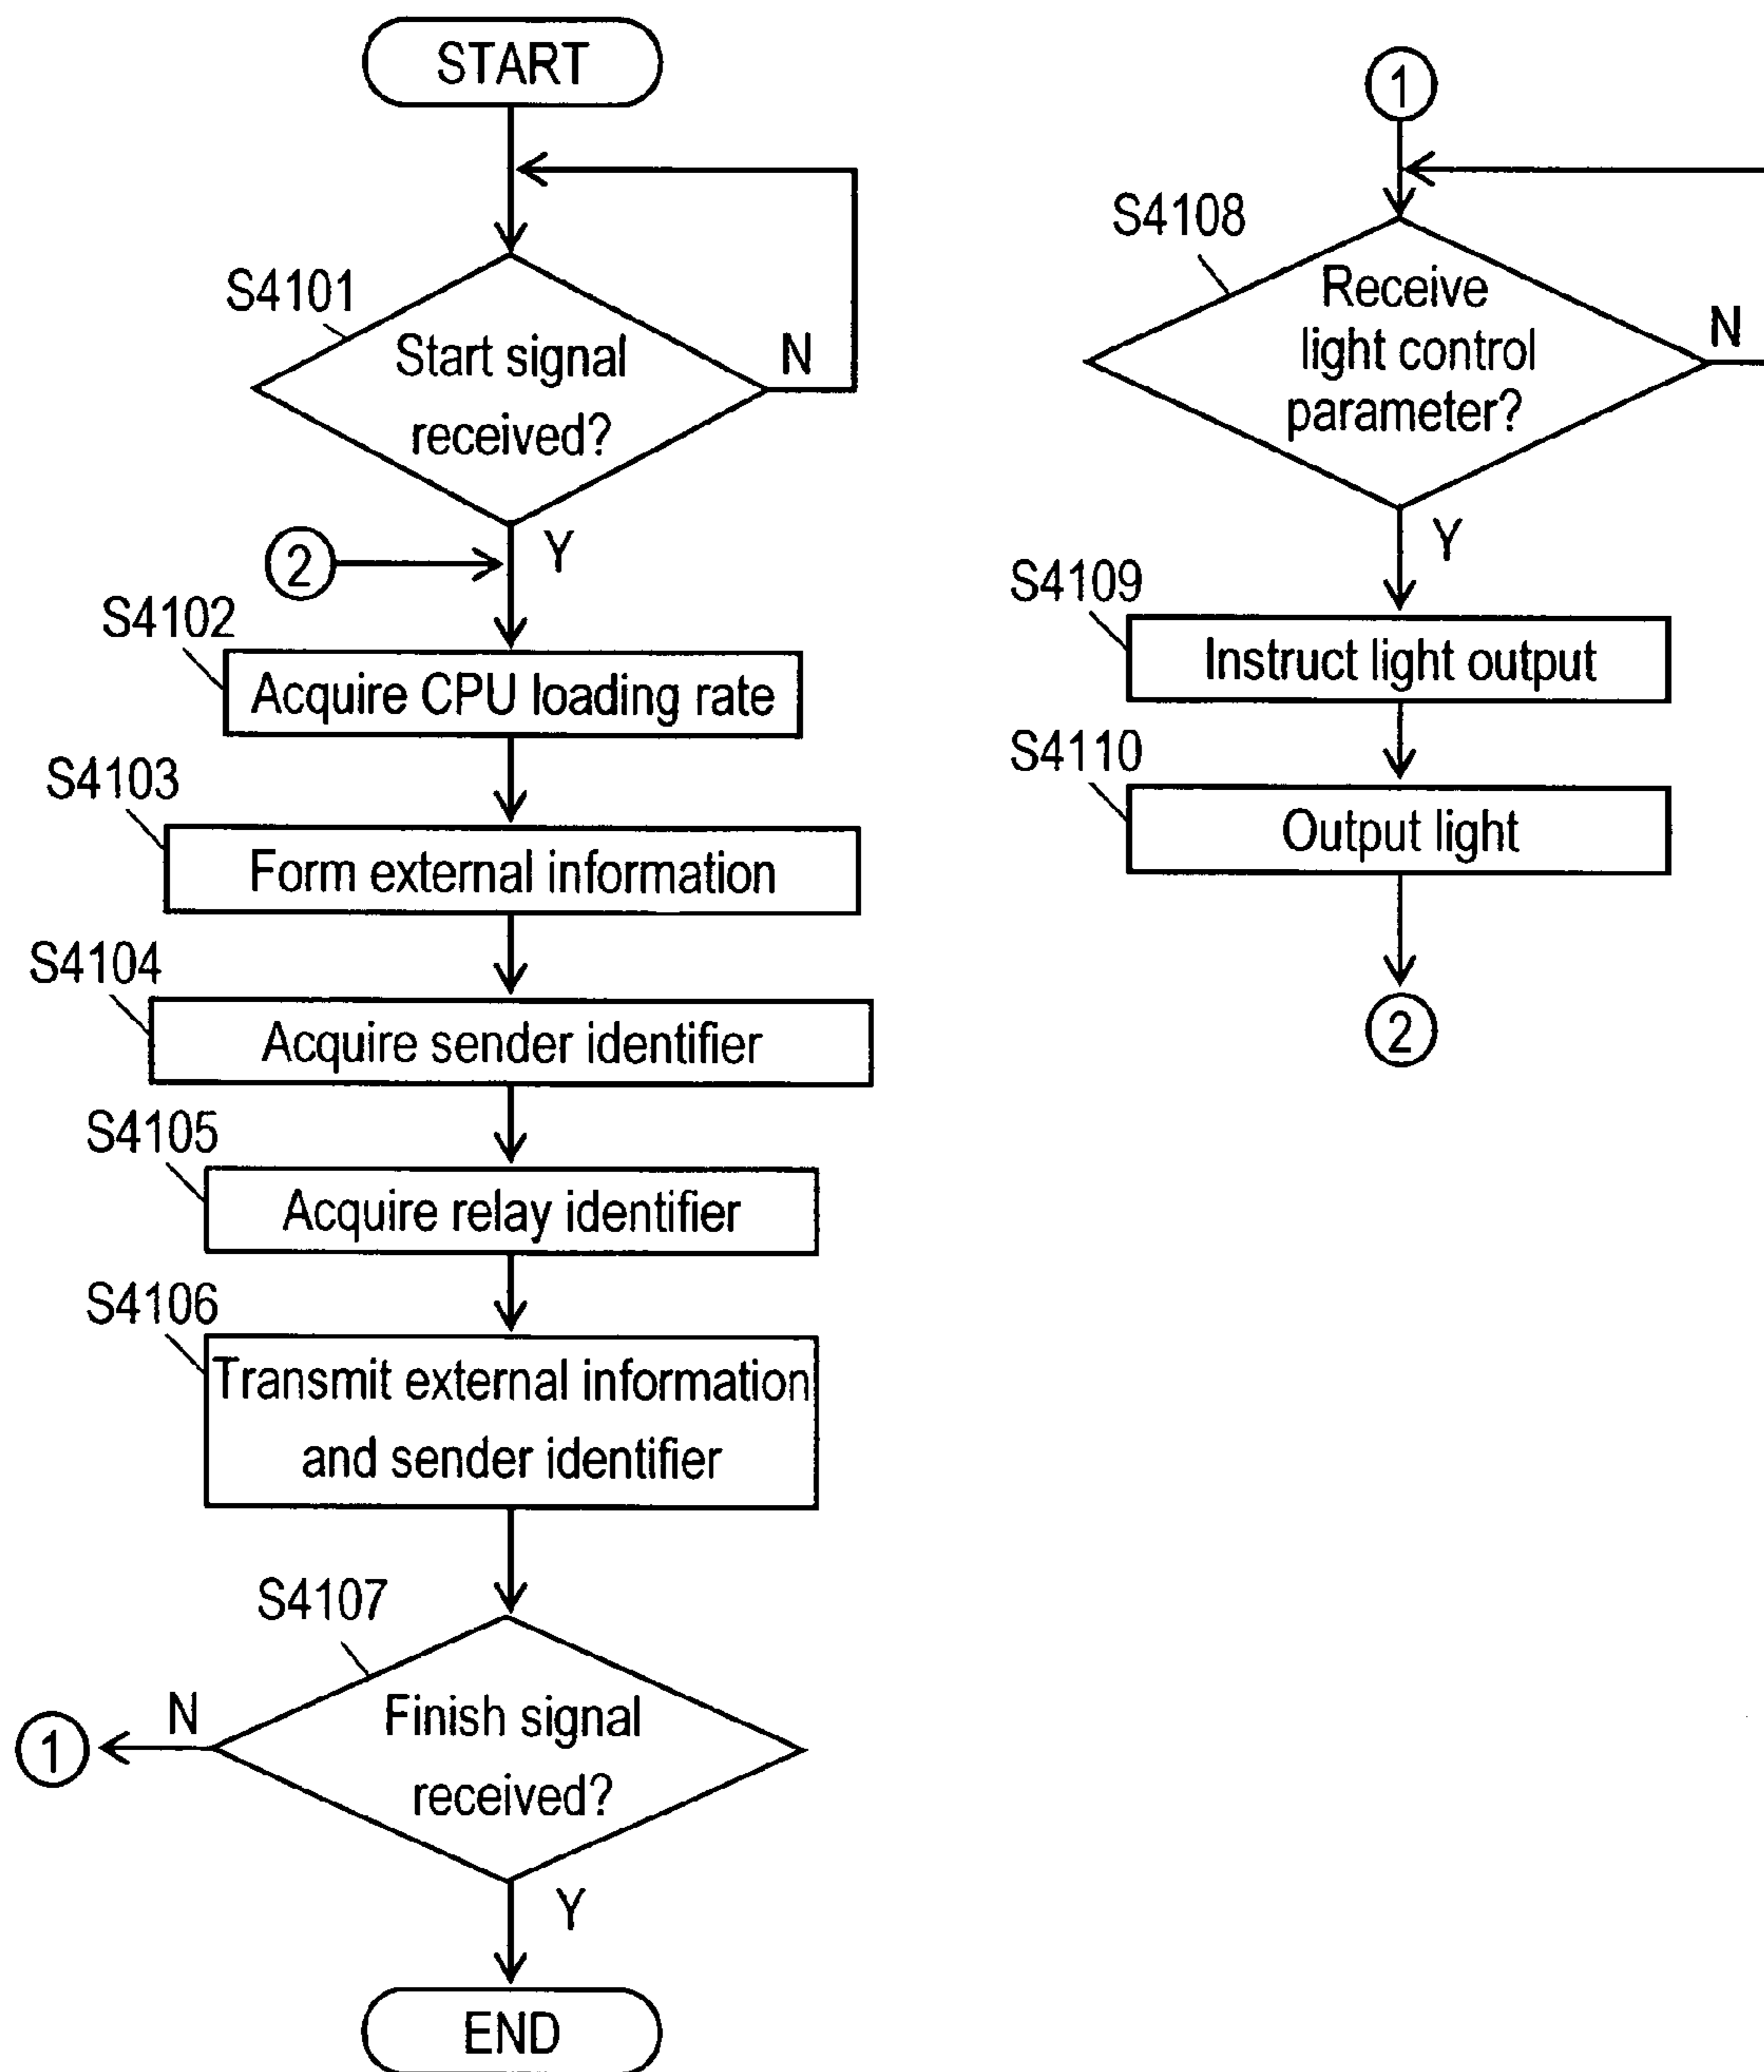 START
S4101
Start signal
received?
N
Y
2
S4102
Acquire CPU loading rate
S4103
Form external information
S4104
Acquire sender identifier
S4105
Acquire relay identifier
S4106
Transmit external information
and sender identifier
S4107
Finish signal
received?
N
1
Y
END
1
S4108
Receive
light control
parameter?
N
Y
S4109
Instruct light output
S4110
Output light
2